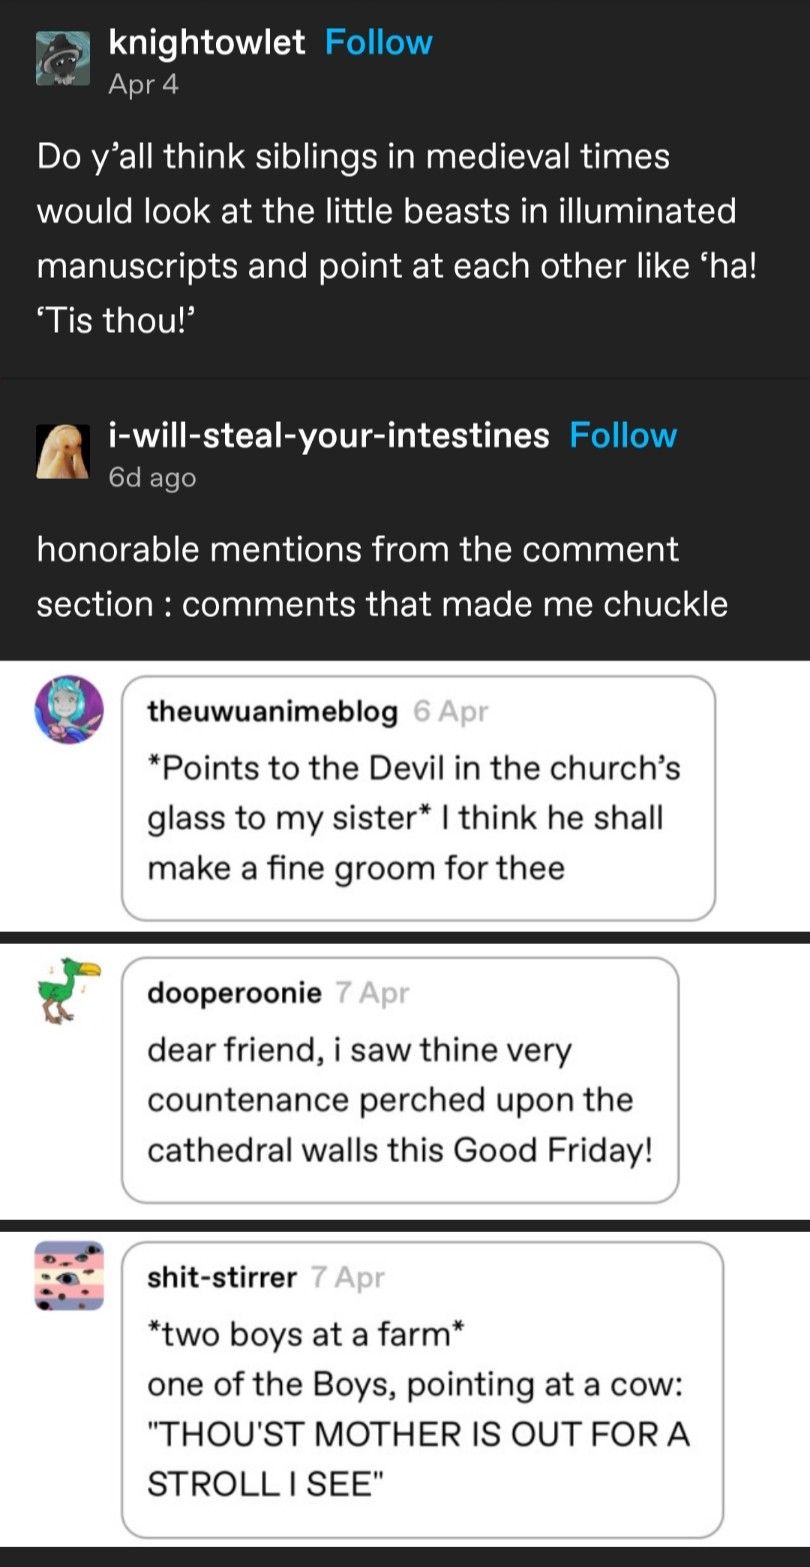 knightowlet Follow
Apr 4
Do y’all think siblings in medieval times
would look at the little beasts in illuminated
manuscripts and point at each other like ‘ha!
‘Tis thou!’
i-will-steal-your-intestines Follow
6d ago
honorable mentions from the comment
section : comments that made me chuckle
theuwuanimeblog 6 Apr
*Points to the Devil in the church’s
glass to my sister* I think he shall
make a fine groom for thee
dooperoonie 7 Apr
dear friend, i saw thine very
countenance perched upon the
cathedral walls this Good Friday!
shit-stirrer 7 Apr
*two boys at a farm*
one of the Boys, pointing at a cow:
"THOU'ST MOTHER IS OUT FOR A
STROLL I SEE"